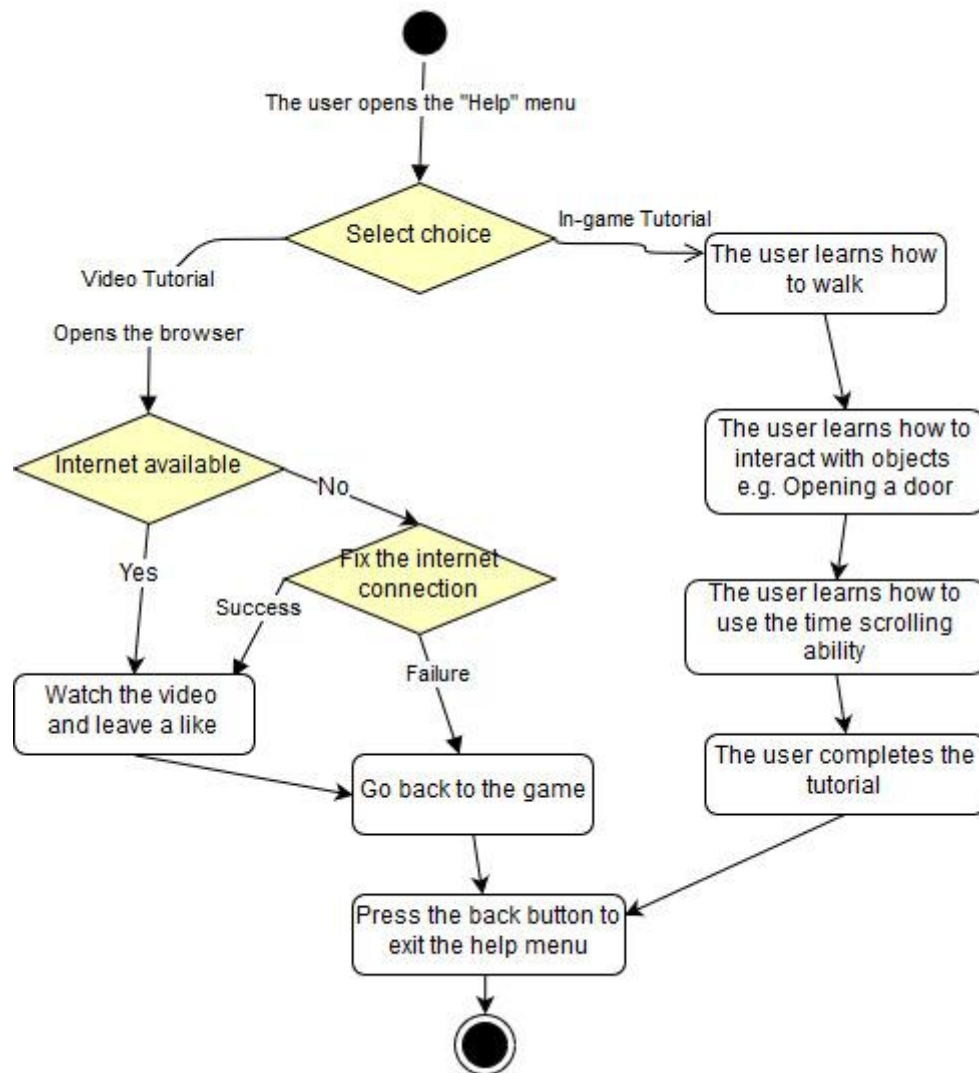 The user opens the "Help" menu
Select choice
In-game Tutorial
Video Tutorial
The user learns how
to walk
Opens the browser
Internet available
No
The user learns how to
interact with objects
e.g. Opening a door
Fix the internet
connection
Yes
Success
The user learns how to
use the time scrolling
ability
Failure
Watch the video
and leave a like
Go back to the game
The user completes the
tutorial
Press the back button to
exit the help menu